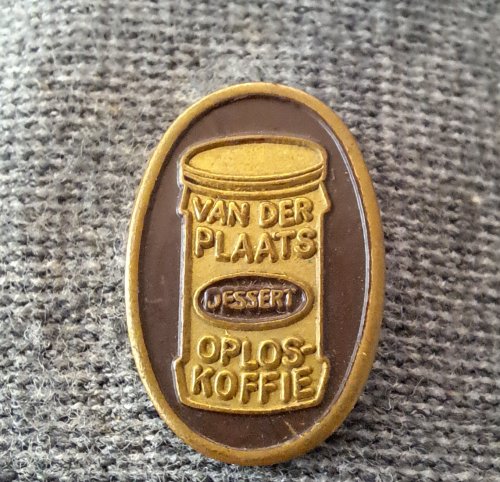 VAN DER
PLAATS
DESSERT
OPLOS-
KOFFIE